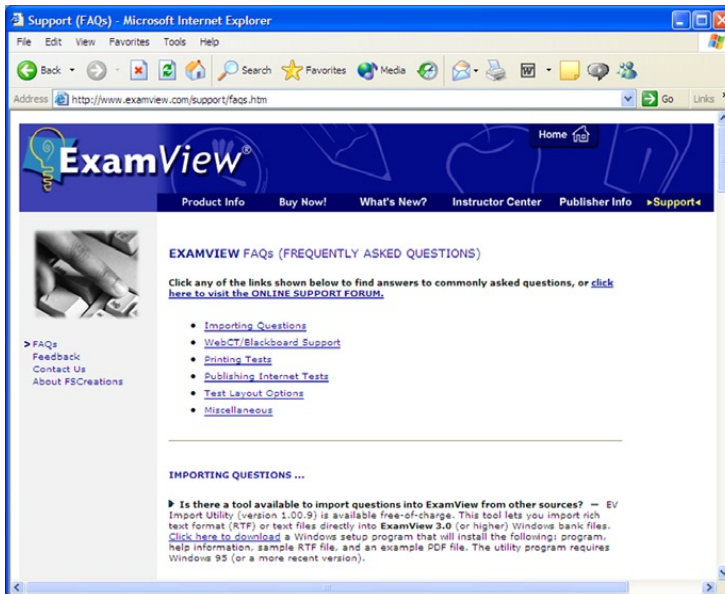 Support (FAQs) - Microsoft Internet Explorer
File Edit View Favorites Tools Help
Back Search Favorites Media
Address http://www.examview.com/support/faqs.htm Go Links
ExamView®
Home
Product Info Buy Now! What's New? Instructor Center Publisher Info ▸Support◂
EXAMVIEW FAQs (FREQUENTLY ASKED QUESTIONS)
Click any of the links shown below to find answers to commonly asked questions, or click
here to visit the ONLINE SUPPORT FORUM.
• Importing Questions
• WebCT/Blackboard Support
• Printing Tests
• Publishing Internet Tests
• Test Layout Options
• Miscellaneous
> FAQs
Feedback
Contact Us
About FSCreations
IMPORTING QUESTIONS ...
Is there a tool available to import questions into ExamView from other sources? — EV
Import Utility (version 1.00.9) is available free-of-charge. This tool lets you import rich
text format (RTF) or text files directly into ExamView 3.0 (or higher) Windows bank files.
Click here to download a Windows setup program that will install the following: program,
help information, sample RTF file, and an example PDF file. The utility program requires
Windows 95 (or a more recent version).